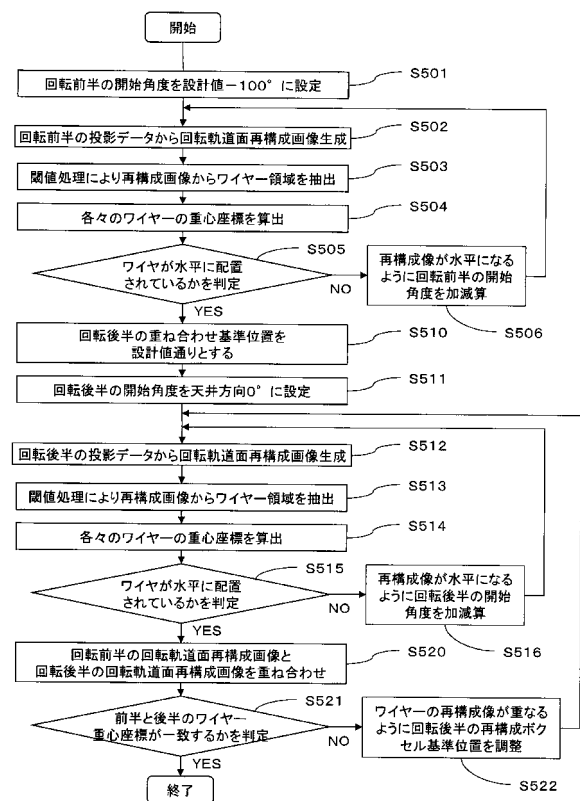 開始
回転前半の開始角度を設計値－100°に設定
S501
回転前半の投影データから回転軌道面再構成画像生成
S502
閾値処理により再構成画像からワイヤー領域を抽出
S503
各々のワイヤーの重心座標を算出
S504
ワイヤが水平に配置
されているかを判定
S505
NO
YES
再構成像が水平になる
ように回転前半の開始
角度を加減算
S506
回転後半の重ね合わせ基準位置を
設計値通りとする
S510
回転後半の開始角度を天井方向0°に設定
S511
回転後半の投影データから回転軌道面再構成画像生成
S512
閾値処理により再構成画像からワイヤー領域を抽出
S513
各々のワイヤーの重心座標を算出
S514
ワイヤが水平に配置
されているかを判定
S515
NO
YES
再構成像が水平になる
ように回転後半の開始
角度を加減算
S516
回転前半の回転軌道面再構成画像と
回転後半の回転軌道面再構成画像を重ね合わせ
S520
前半と後半のワイヤー
重心座標が一致するかを判定
S521
NO
YES
ワイヤーの再構成像が重なる
ように回転後半の再構成ボク
セル基準位置を調整
S522
終了